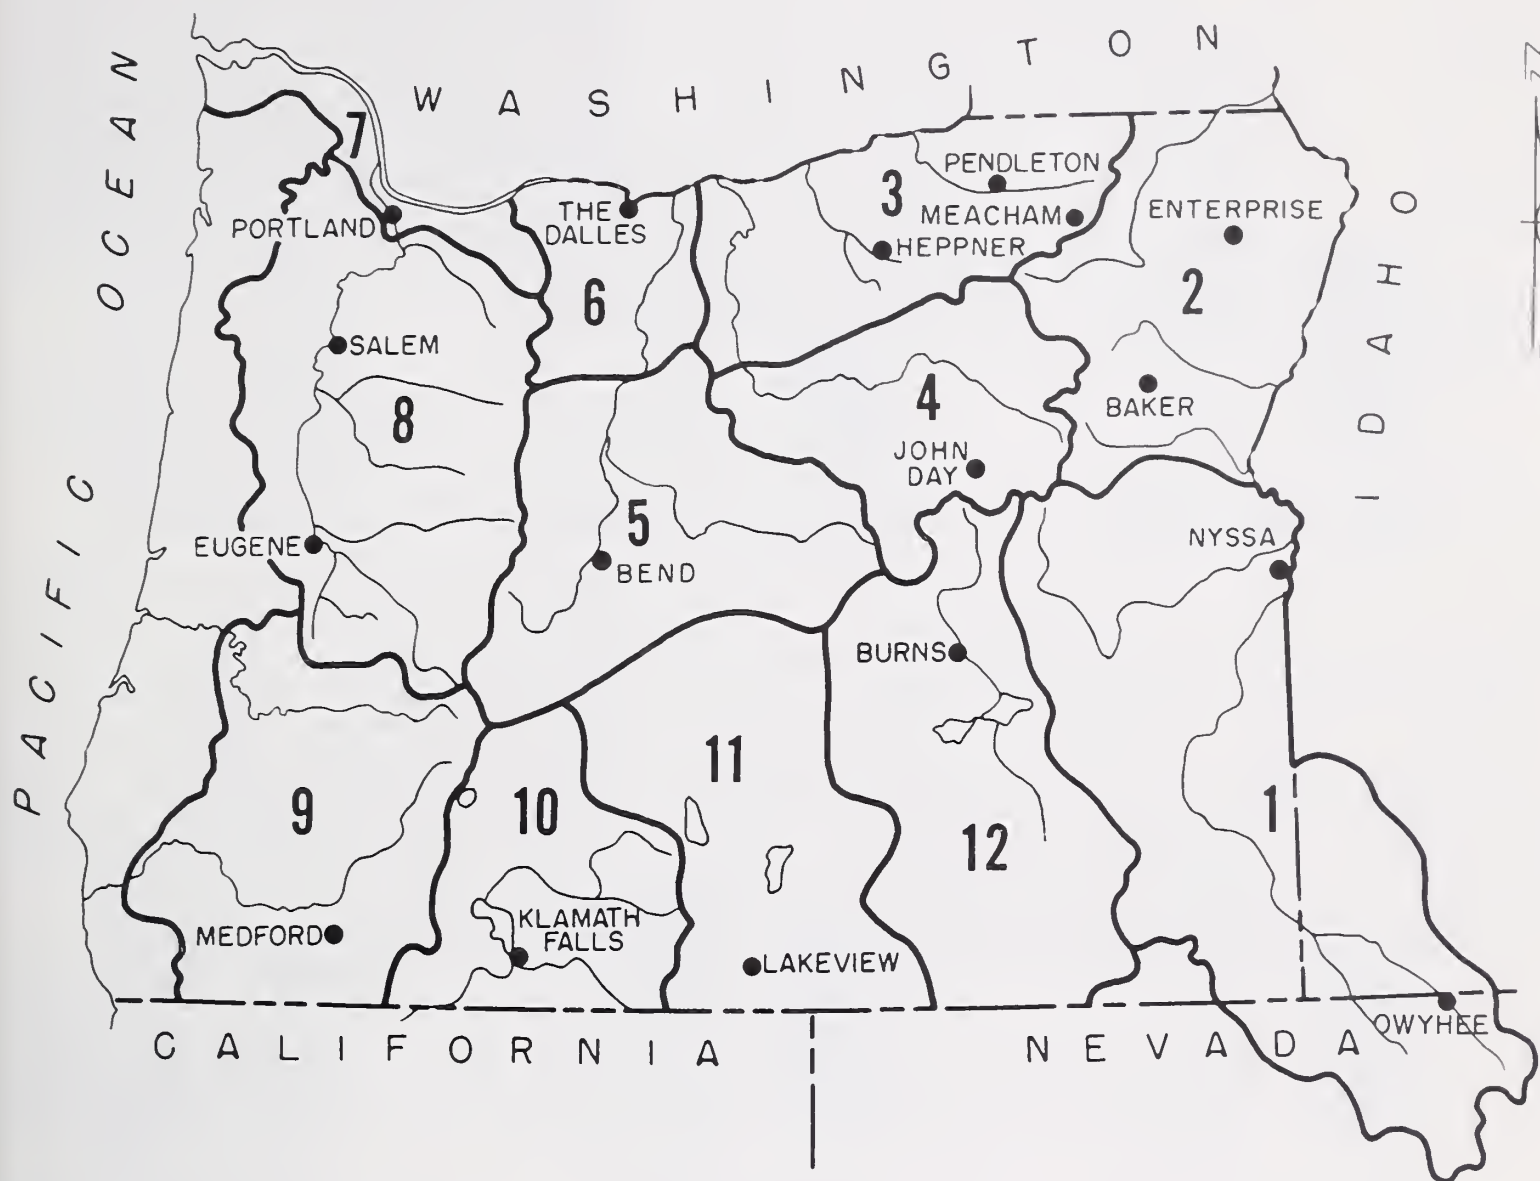 WASHINGTON
PACIFIC OCEAN
IDAHO
7
PORTLAND
THE
DALLES
6
3
PENDLETON
MEACHAM
HEPPNER
ENTERPRISE
2
SALEM
8
4
JOHN
DAY
BAKER
EUGENE
5
BEND
NYSSA
BURNS
9
10
11
12
1
MEDFORD
KLAMATH
FALLS
LAKEVIEW
OWYHEE
CALIFORNIA
NEVADA